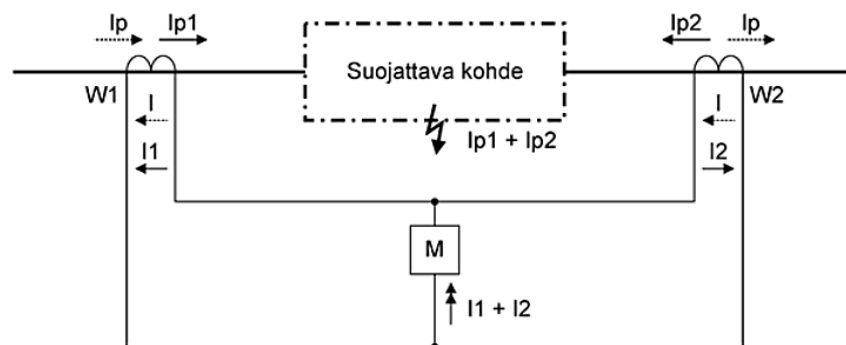 Ip Ip1
Ip2 Ip
Suojattava kohde
W1
W2
I
I
Ip1 + Ip2
I1
I2
M
I1 + I2